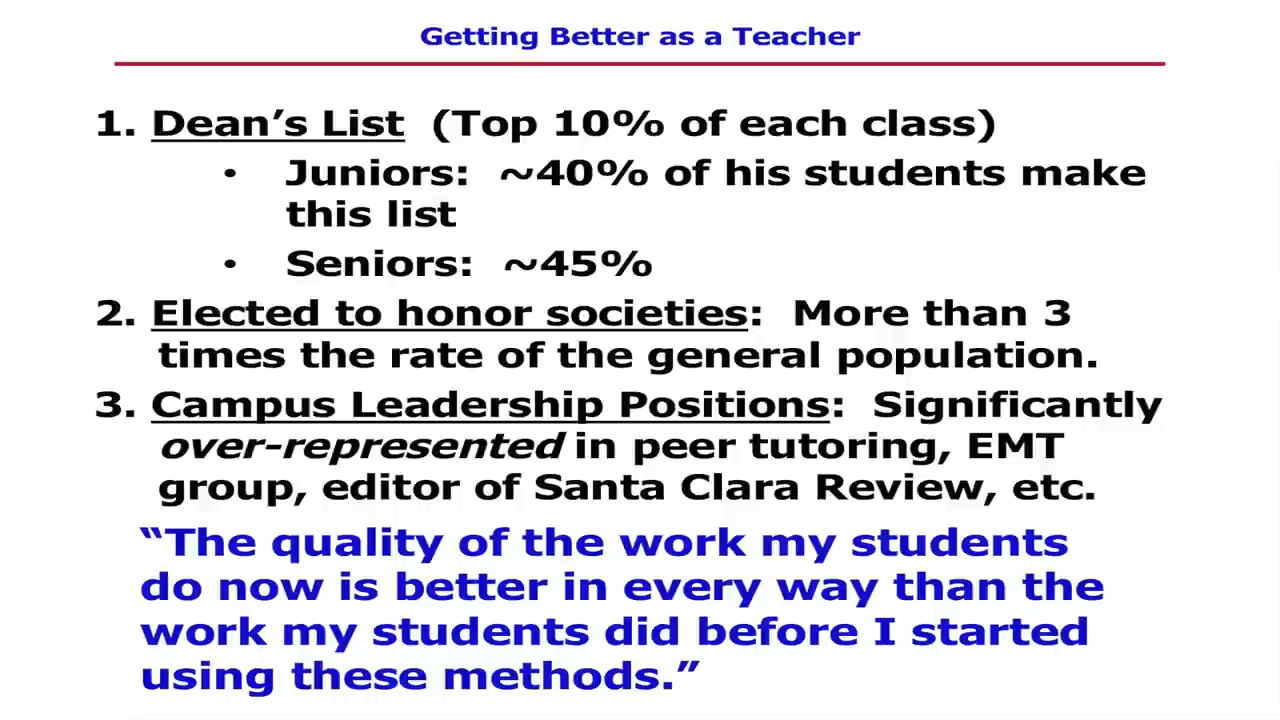 Getting Better as a Teacher
1. Dean's List (Top 10% of each class)
• Juniors: ~40% of his students make
this list
• Seniors: ~45%
2. Elected to honor societies: More than 3
times the rate of the general population.
3. Campus Leadership Positions: Significantly
over-represented in peer tutoring, EMT
group, editor of Santa Clara Review, etc.
“The quality of the work my students
do now is better in every way than the
work my students did before I started
using these methods.”